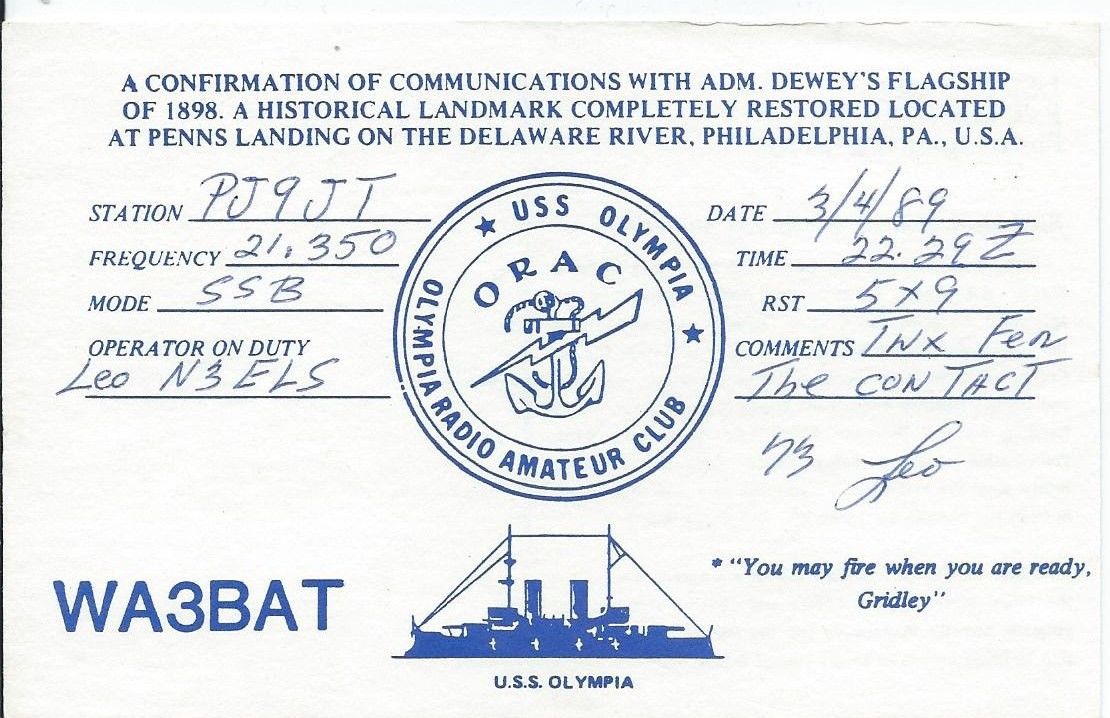 A CONFIRMATION OF COMMUNICATIONS WITH ADM. DEWEY'S FLAGSHIP
OF 1898. A HISTORICAL LANDMARK COMPLETELY RESTORED LOCATED
AT PENNS LANDING ON THE DELAWARE RIVER, PHILADELPHIA, PA., U.S.A.
STATION PJ9JT
FREQUENCY 21.350
MODE SSB
OPERATOR ON DUTY
Leo N3ELS
USS OLYMPIA
ORAC
OLYMPIA RADIO AMATEUR CLUB
DATE 3/4/89
TIME 22.29Z
RST 5x9
COMMENTS Tnx Fer
The CONTACT
73 Leo
WA3BAT
U.S.S. OLYMPIA
* "You may fire when you are ready,
Gridley"